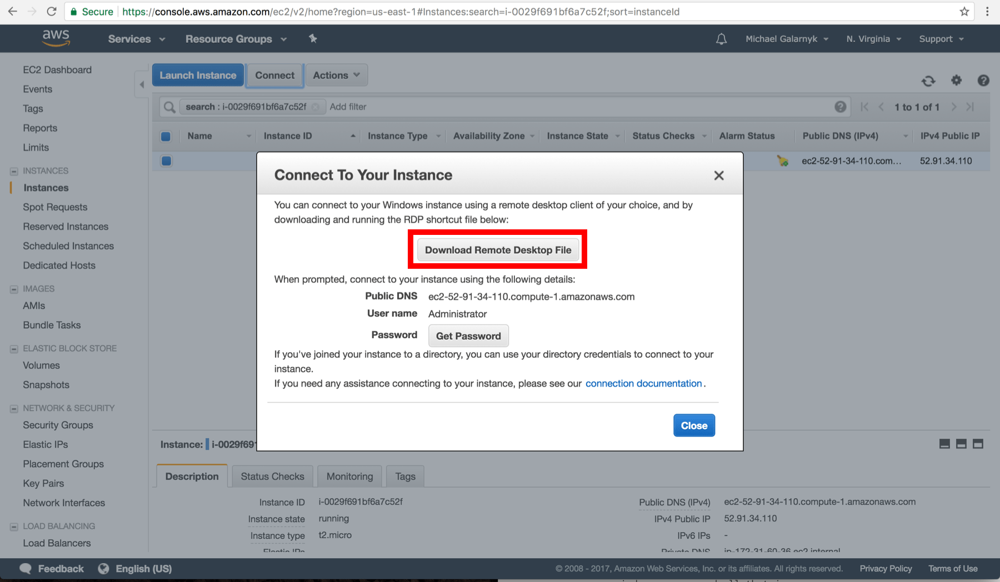 Secure https://console.aws.amazon.com/ec2/v2/home?region=us-east-1#Instances:search=i-0029f691bf6a7c52f;sort=instanceId
aws Services Resource Groups Michael Galarnyk N. Virginia Support
EC2 Dashboard
Events
Tags
Reports
Limits
INSTANCES
Instances
Spot Requests
Reserved Instances
Scheduled Instances
Dedicated Hosts
IMAGES
AMIs
Bundle Tasks
ELASTIC BLOCK STORE
Volumes
Snapshots
NETWORK & SECURITY
Security Groups
Elastic IPs
Placement Groups
Key Pairs
Network Interfaces
LOAD BALANCING
Load Balancers
Launch Instance Connect Actions
search : i-0029f691bf6a7c52f Add filter 1 to 1 of 1
Name Instance ID Instance Type Availability Zone Instance State Status Checks Alarm Status Public DNS (IPv4) IPv4 Public IP
ec2-52-91-34-110.com... 52.91.34.110
Connect To Your Instance
You can connect to your Windows instance using a remote desktop client of your choice, and by
downloading and running the RDP shortcut file below:
Download Remote Desktop File
When prompted, connect to your instance using the following details:
Public DNS ec2-52-91-34-110.compute-1.amazonaws.com
User name Administrator
Password Get Password
If you've joined your instance to a directory, you can use your directory credentials to connect to your
instance.
If you need any assistance connecting to your instance, please see our connection documentation.
Close
Instance: i-0029f691
Description Status Checks Monitoring Tags
Instance ID i-0029f691bf6a7c52f Public DNS (IPv4) ec2-52-91-34-110.compute-1.amazonaws.com
Instance state running IPv4 Public IP 52.91.34.110
Instance type t2.micro IPv6 IPs -
Elastic IPs Private DNS ip-172-31-60-36.ec2.internal
Feedback English (US) © 2008 - 2017, Amazon Web Services, Inc. or its affiliates. All rights reserved. Privacy Policy Terms of Use